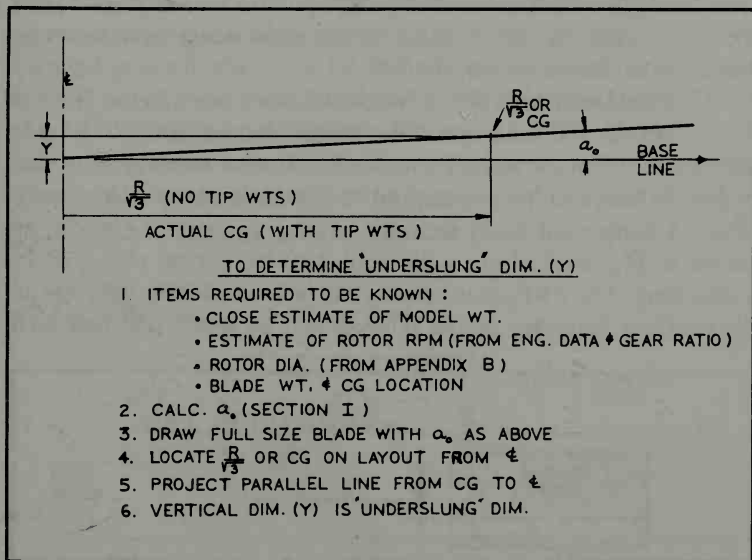 ℄
R/√3 OR
CG
Y
a₀
BASE
LINE
R/√3 (NO TIP WTS)
ACTUAL CG (WITH TIP WTS)
TO DETERMINE "UNDERSLUNG" DIM. (Y)
1. ITEMS REQUIRED TO BE KNOWN :
• CLOSE ESTIMATE OF MODEL WT.
• ESTIMATE OF ROTOR RPM (FROM ENG. DATA & GEAR RATIO)
• ROTOR DIA. (FROM APPENDIX B)
• BLADE WT. & CG LOCATION
2. CALC. a₀ (SECTION I)
3. DRAW FULL SIZE BLADE WITH a₀ AS ABOVE
4. LOCATE R/√3 OR CG ON LAYOUT FROM ℄
5. PROJECT PARALLEL LINE FROM CG TO ℄
6. VERTICAL DIM. (Y) IS "UNDERSLUNG" DIM.